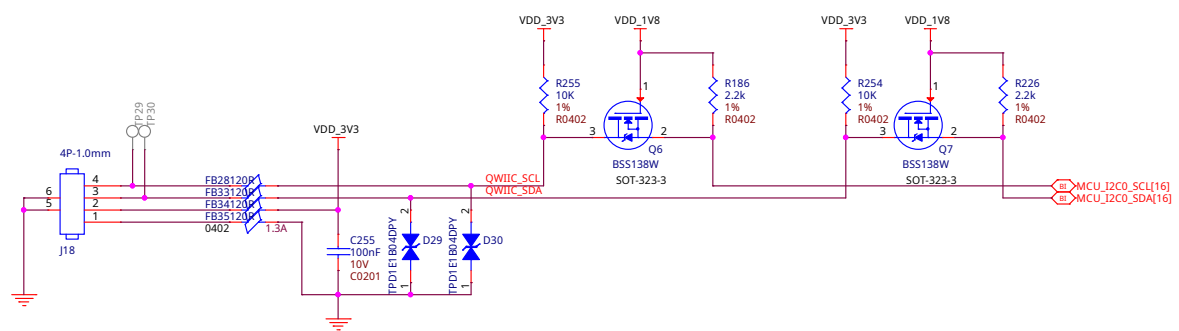 VDD_3V3
VDD_1V8
VDD_3V3
VDD_1V8
R255
10K
1%
R0402
1
R186
2.2k
1%
R0402
R254
10K
1%
R0402
1
R226
2.2k
1%
R0402
3
2
Q6
BSS138W
SOT-323-3
3
2
Q7
BSS138W
SOT-323-3
TP29
TP30
VDD_3V3
4P-1.0mm
6
5
4
3
2
1
J18
FB28120R
FB33120R
FB34120R
FB35120R
0402
1.3A
QWIIC_SCL
QWIIC_SDA
BI MCU_I2C0_SCL[16]
BI MCU_I2C0_SDA[16]
C255
100nF
10V
C0201
TPD1E1B04DPY
2
D29
1
TPD1E1B04DPY
2
D30
1